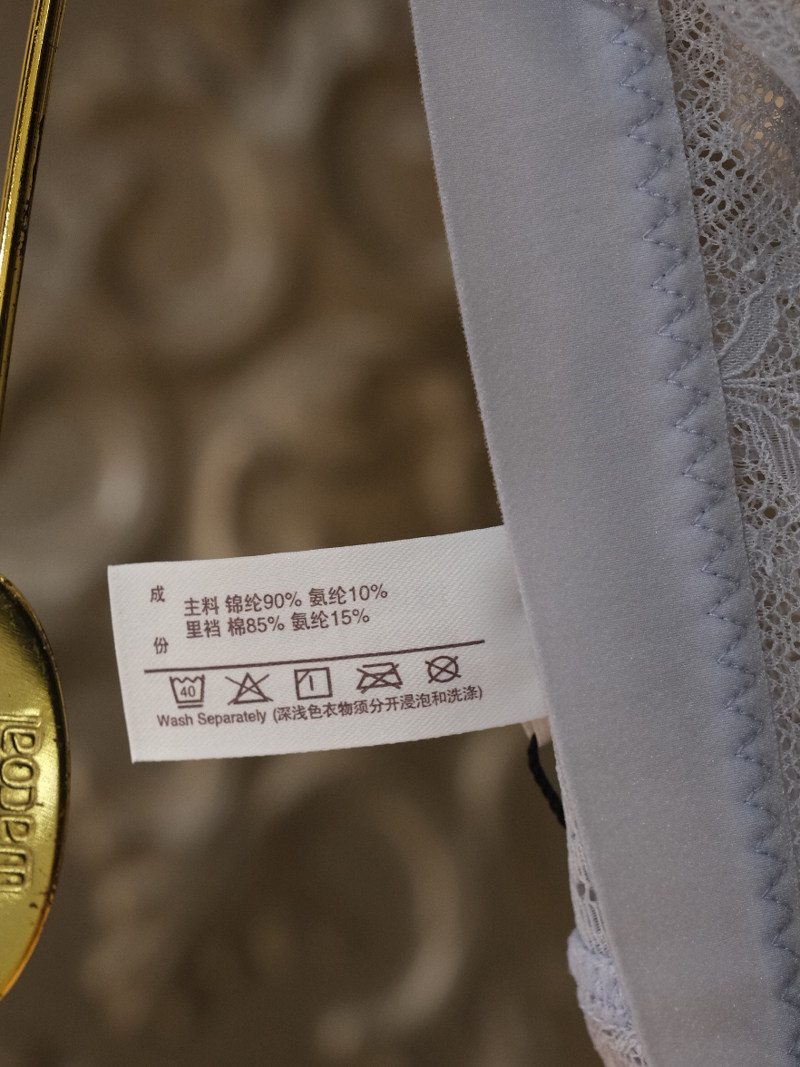 成份
主料 锦纶90% 氨纶10%
里裆 棉85% 氨纶15%
40
Wash Separately (深浅色衣物须分开浸泡和洗涤)
wacoal